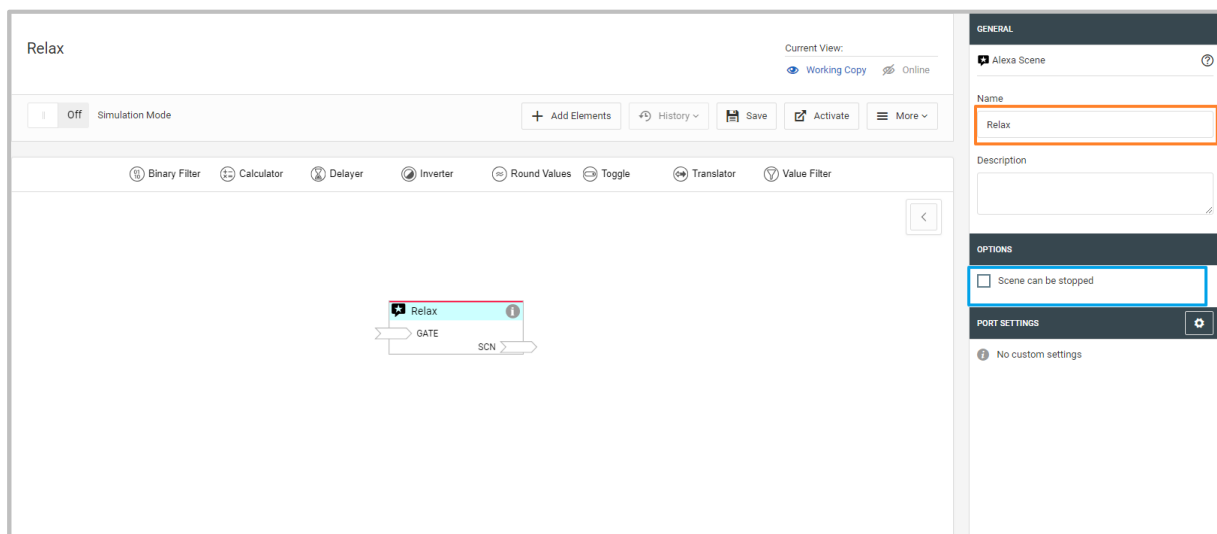 Relax
Current View:
Working Copy Online
Off Simulation Mode
Add Elements History Save Activate More
Binary Filter Calculator Delayer Inverter Round Values Toggle Translator Value Filter
Relax
GATE
SCN
GENERAL
Alexa Scene
Name
Relax
Description
OPTIONS
Scene can be stopped
PORT SETTINGS
No custom settings